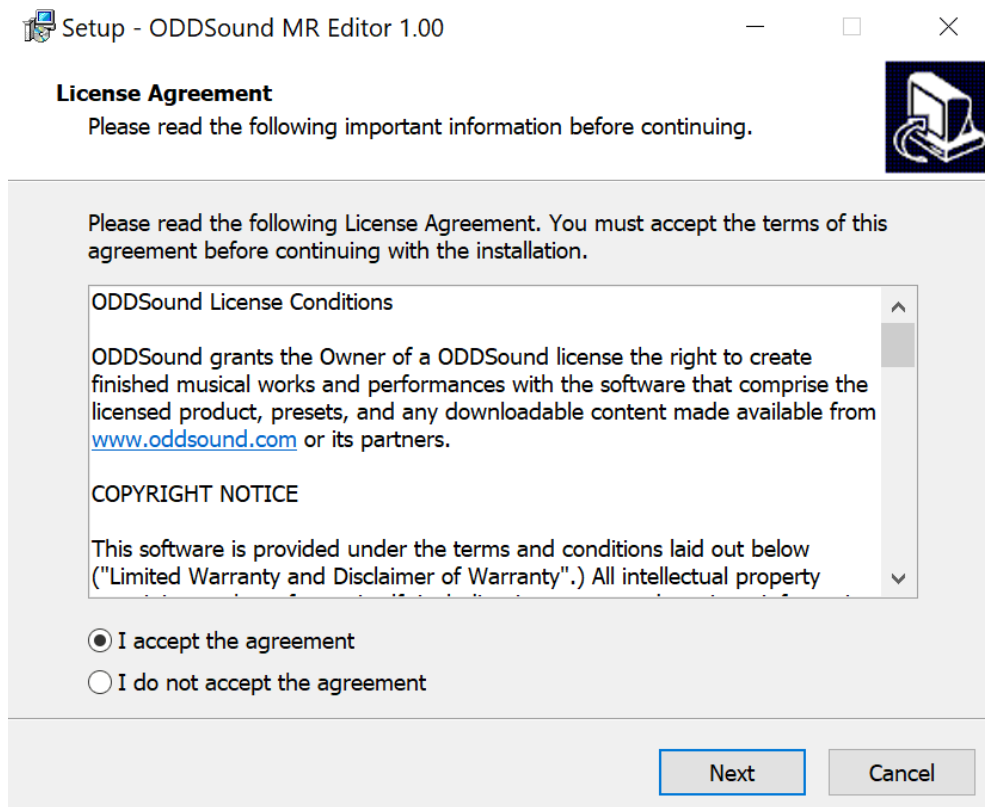 Setup - ODDSound MR Editor 1.00
License Agreement
Please read the following important information before continuing.
Please read the following License Agreement. You must accept the terms of this
agreement before continuing with the installation.
ODDSound License Conditions
ODDSound grants the Owner of a ODDSound license the right to create
finished musical works and performances with the software that comprise the
licensed product, presets, and any downloadable content made available from
www.oddsound.com or its partners.
COPYRIGHT NOTICE
This software is provided under the terms and conditions laid out below
("Limited Warranty and Disclaimer of Warranty".) All intellectual property
I accept the agreement
I do not accept the agreement
Next
Cancel